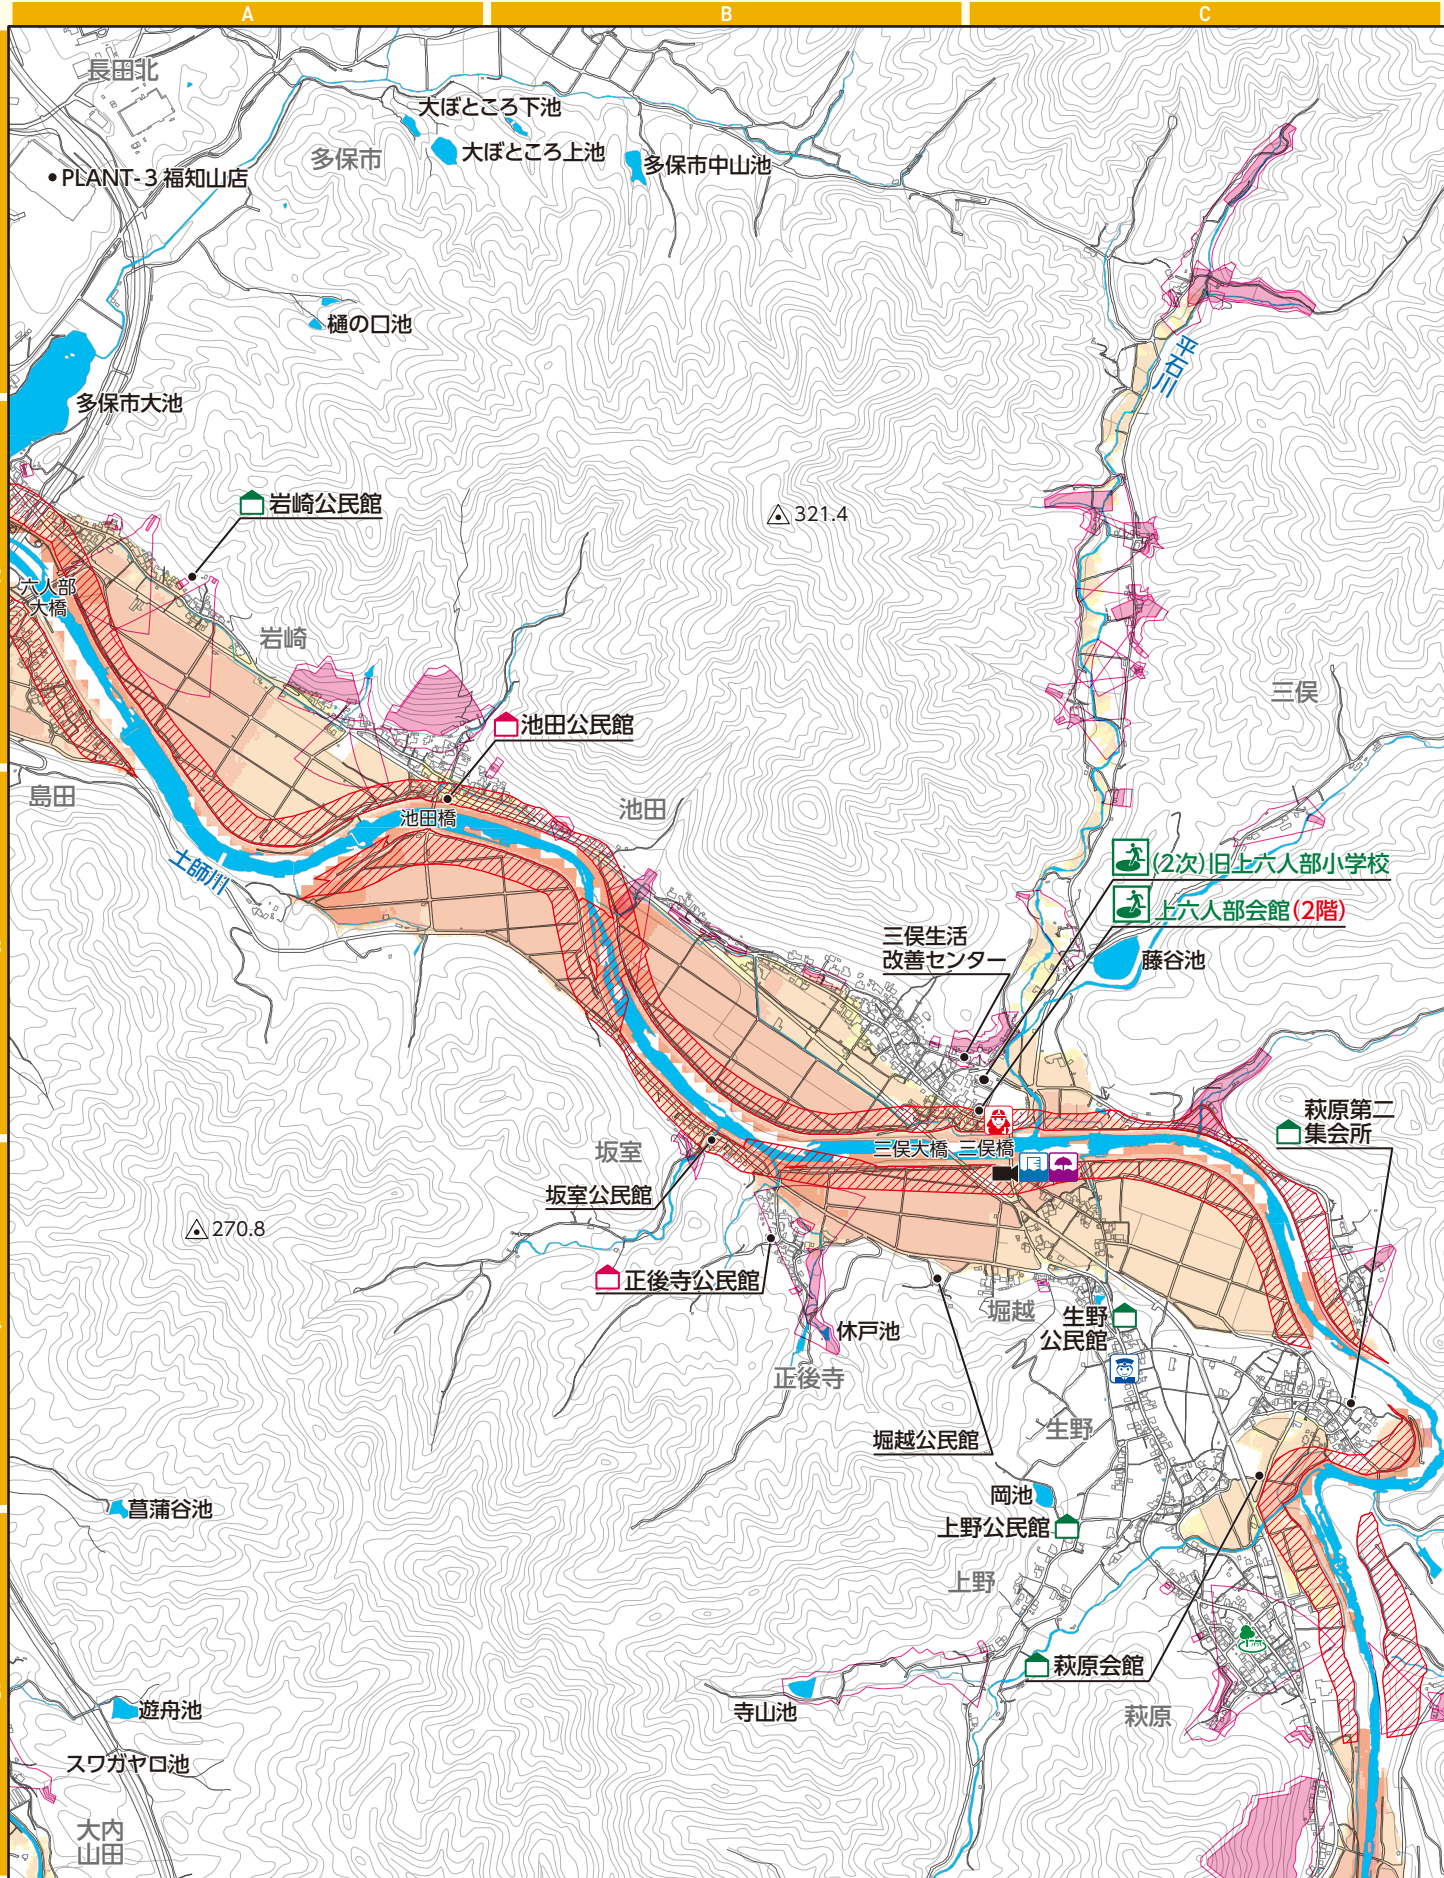 A
B
C
長田北
大ぼところ下池
多保市
大ぼところ上池
多保市中山池
•PLANT-3 福知山店
樋の口池
平石川
多保市大池
岩崎公民館
321.4
六人部
大橋
岩崎
三俣
池田公民館
島田
池田
池田橋
土師川
(2次)旧上六人部小学校
上六人部会館(2階)
三俣生活
改善センター
藤谷池
萩原第二
集会所
坂室
三俣大橋
三俣橋
坂室公民館
270.8
正後寺公民館
堀越
生野
公民館
休戸池
正後寺
生野
堀越公民館
岡池
菖蒲谷池
上野公民館
上野
萩原会館
遊舟池
寺山池
萩原
スワガヤロ池
大内
山田